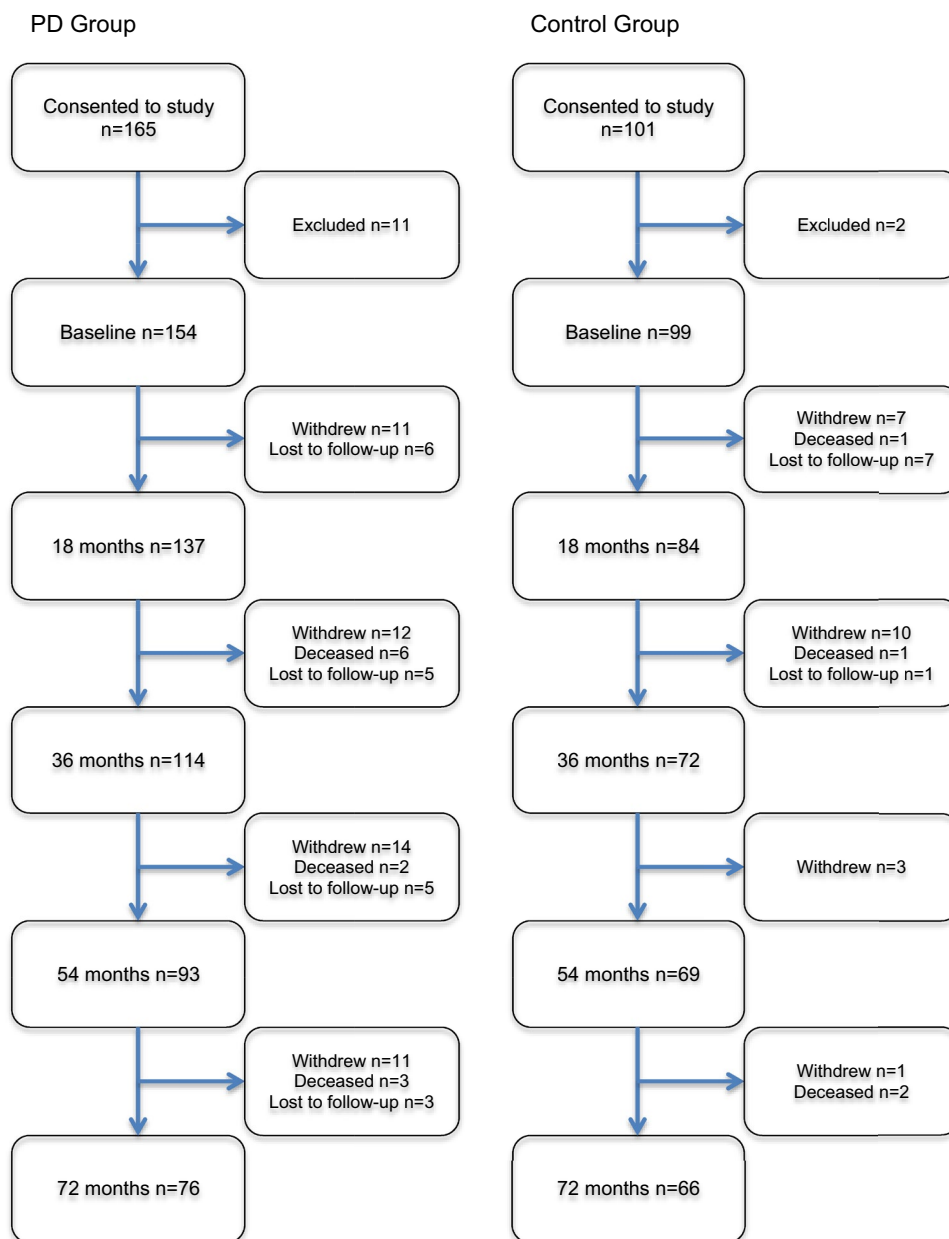 PD Group
Consented to study
n=165
Excluded n=11
Baseline n=154
Withdrew n=11
Lost to follow-up n=6
18 months n=137
Withdrew n=12
Deceased n=6
Lost to follow-up n=5
36 months n=114
Withdrew n=14
Deceased n=2
Lost to follow-up n=5
54 months n=93
Withdrew n=11
Deceased n=3
Lost to follow-up n=3
72 months n=76
Control Group
Consented to study
n=101
Excluded n=2
Baseline n=99
Withdrew n=7
Deceased n=1
Lost to follow-up n=7
18 months n=84
Withdrew n=10
Deceased n=1
Lost to follow-up n=1
36 months n=72
Withdrew n=3
54 months n=69
Withdrew n=1
Deceased n=2
72 months n=66